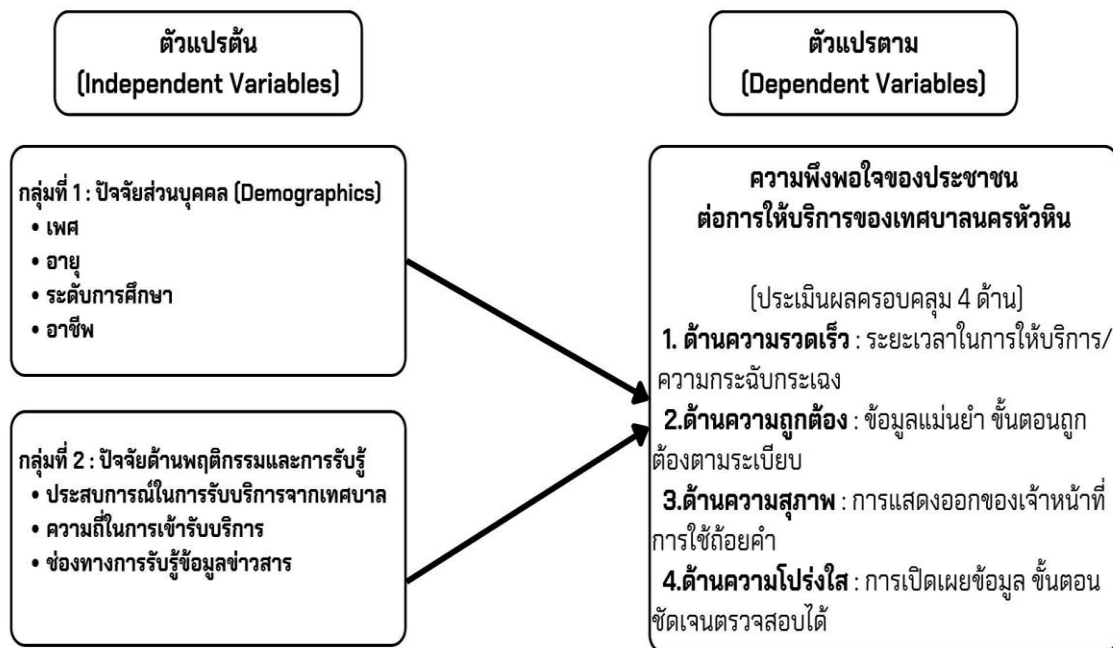 ตัวแปรต้น
(Independent Variables)
กลุ่มที่ 1 : ปัจจัยส่วนบุคคล (Demographics)
• เพศ
• อายุ
• ระดับการศึกษา
• อาชีพ
กลุ่มที่ 2 : ปัจจัยด้านพฤติกรรมและการรับรู้
• ประสบการณ์ในการรับบริการจากเทศบาล
• ความถี่ในการเข้ารับบริการ
• ช่องทางการรับรู้ข้อมูลข่าวสาร
ตัวแปรตาม
(Dependent Variables)
ความพึงพอใจของประชาชน
ต่อการให้บริการของเทศบาลนครหัวหิน
(ประเมินผลครอบคลุม 4 ด้าน)
1. ด้านความรวดเร็ว : ระยะเวลาในการให้บริการ/
ความกระฉับกระเฉง
2.ด้านความถูกต้อง : ข้อมูลแม่นยำ ขั้นตอนถูก
ต้องตามระเบียบ
3.ด้านความสุภาพ : การแสดงออกของเจ้าหน้าที่
การใช้ถ้อยคำ
4.ด้านความโปร่งใส : การเปิดเผยข้อมูล ขั้นตอน
ชัดเจนตรวจสอบได้